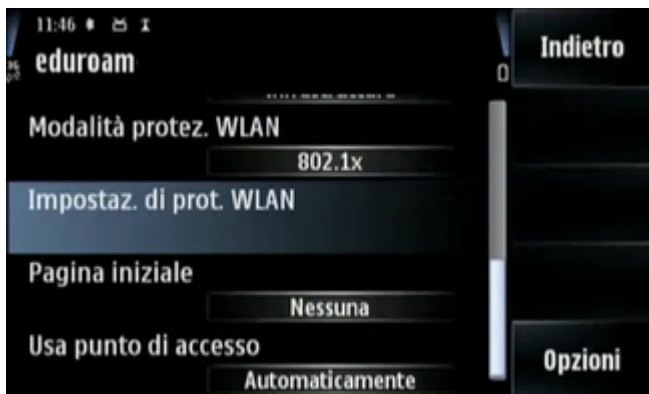 11:46
eduroam
Indietro
Modalità protez. WLAN
802.1x
Impostaz. di prot. WLAN
Pagina iniziale
Nessuna
Usa punto di accesso
Automaticamente
Opzioni